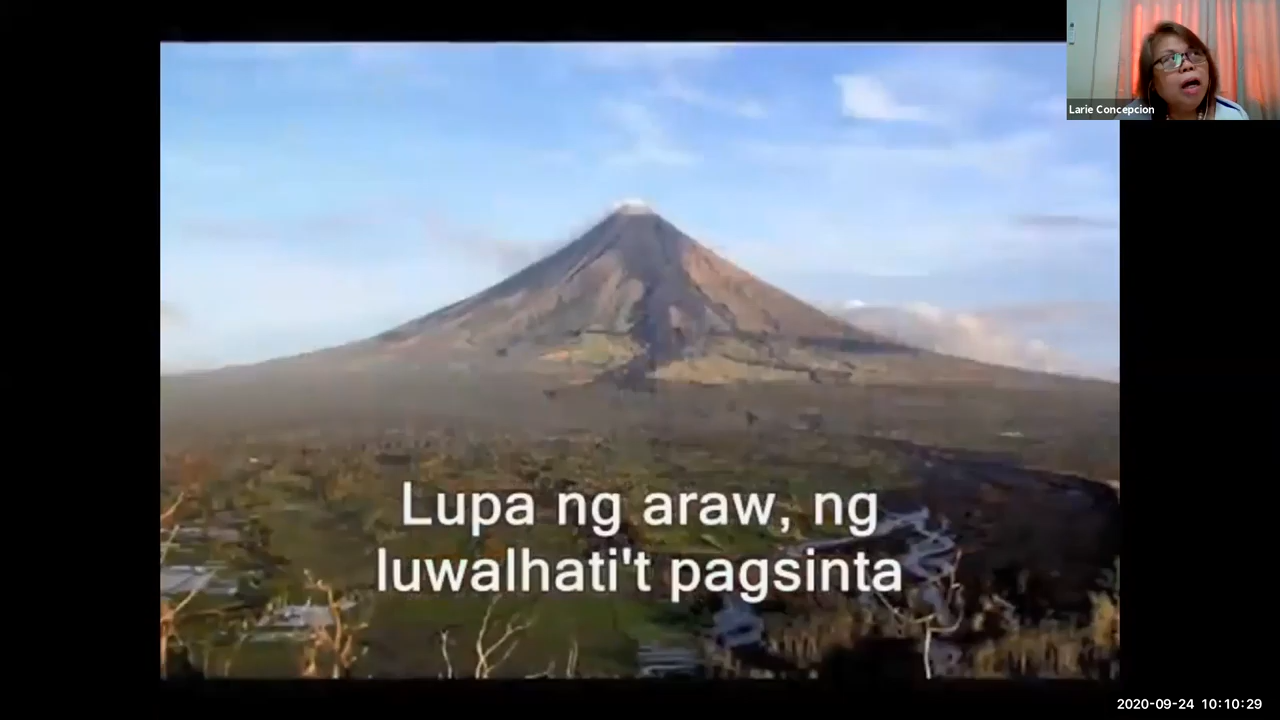 Larie Concepcion
Lupa ng araw, ng
luwalhati't pagsinta
2020-09-24 10:10:29